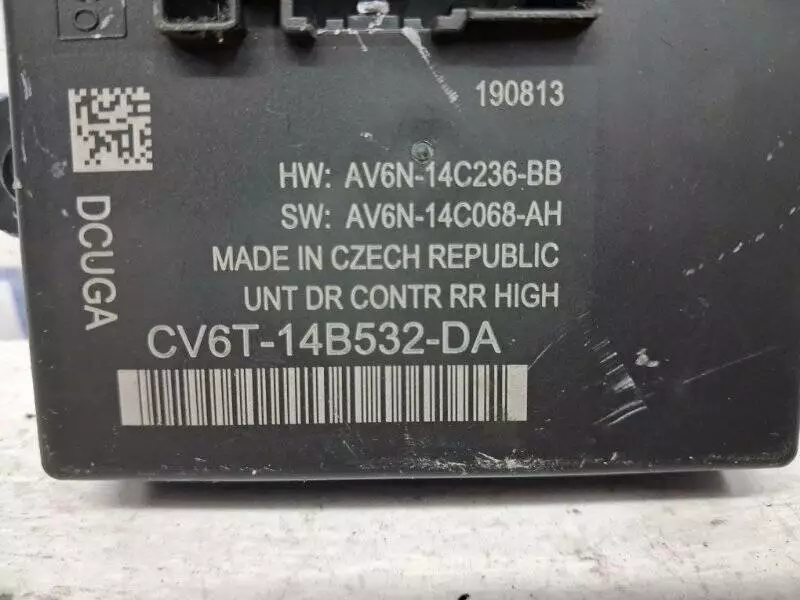 190813
HW: AV6N-14C236-BB
SW: AV6N-14C068-AH
MADE IN CZECH REPUBLIC
UNT DR CONTR RR HIGH
CV6T-14B532-DA
DCUGA